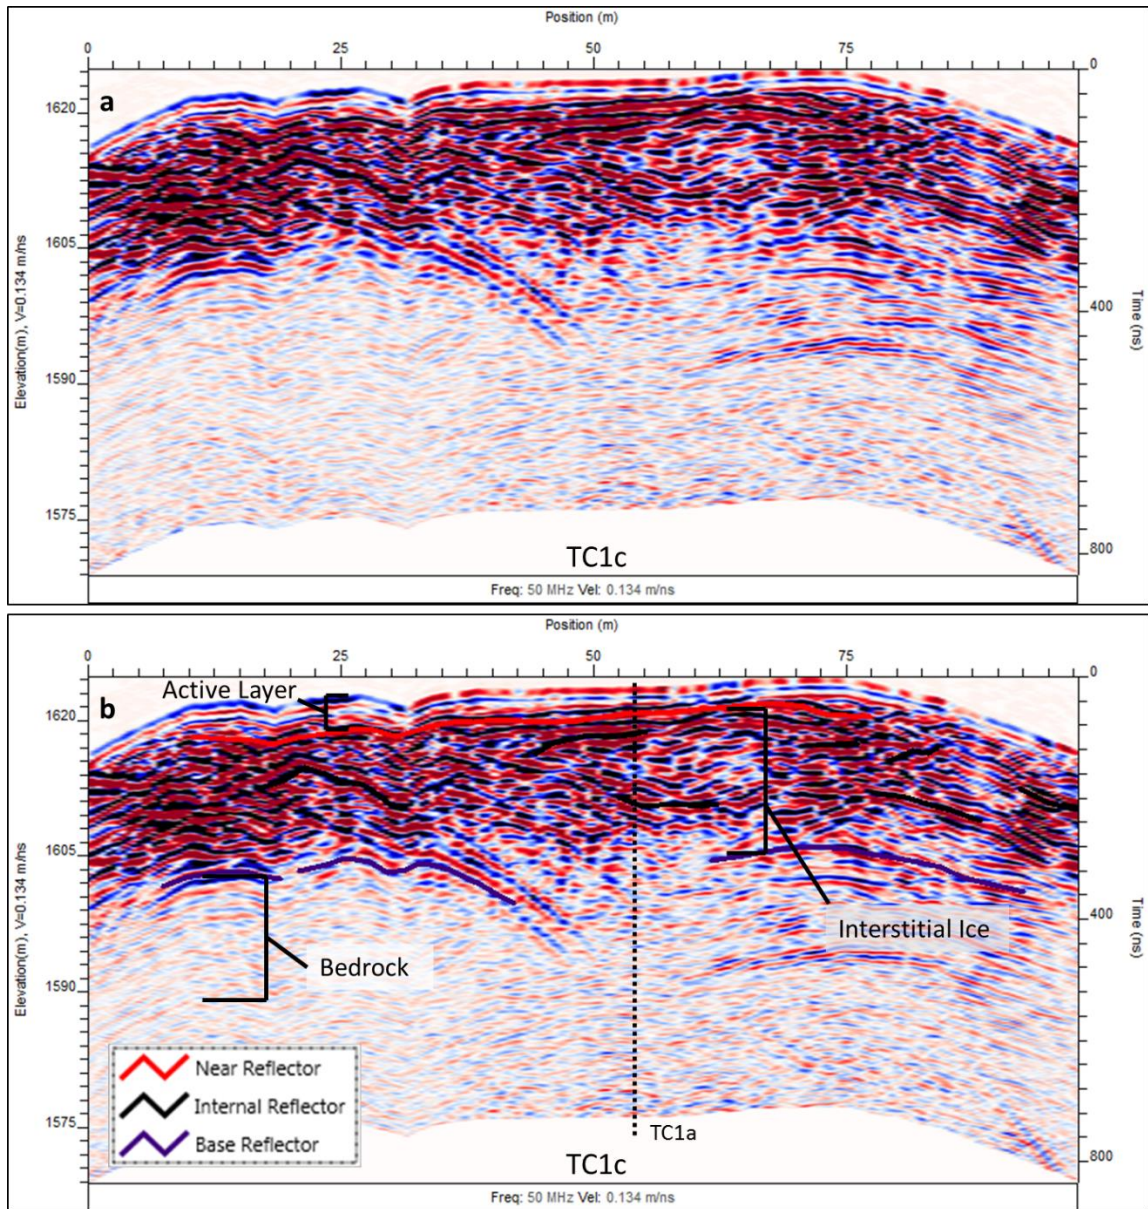 Position (m)
0 25 50 75
a
0
1620
1605
Elevation(m), V=0.134 m/ns
400
Time (ns)
1590
1575
TC1c
800
Freq: 50 MHz Vel: 0.134 m/ns
Position (m)
0 25 50 75
Active Layer
0
b
1620
1605
Elevation(m), V=0.134 m/ns
400
Time (ns)
Interstitial Ice
Bedrock
1590
Near Reflector
Internal Reflector
1575
Base Reflector
TC1a
TC1c
800
Freq: 50 MHz Vel: 0.134 m/ns